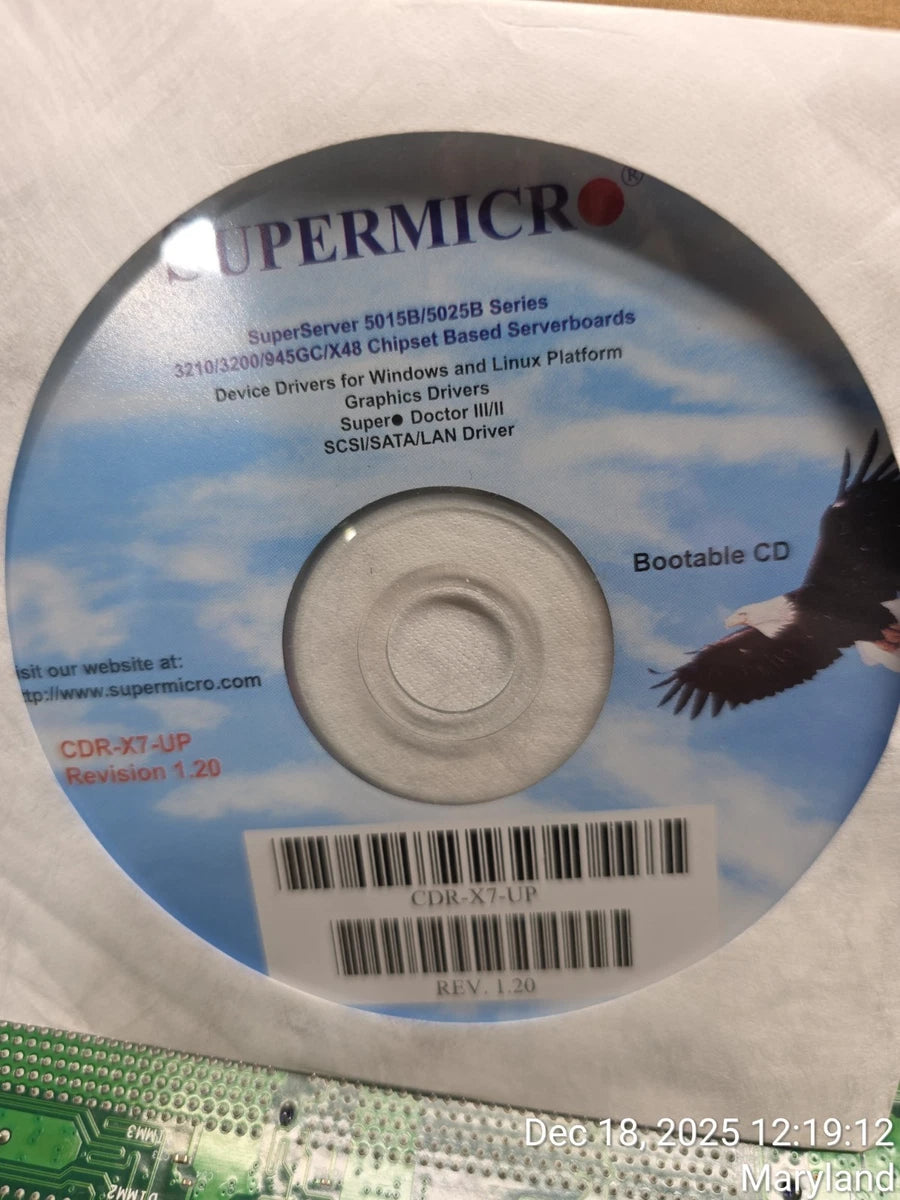 SUPERMICR®
SuperServer 5015B/5025B Series
3210/3200/945GC/X48 Chipset Based Serverboards
Device Drivers for Windows and Linux Platform
Graphics Drivers
Super● Doctor III/II
SCSI/SATA/LAN Driver
Bootable CD
isit our website at:
tp://www.supermicro.com
CDR-X7-UP
Revision 1.20
CDR-X7-UP
REV. 1.20
DIMM2
Dec 18, 2025 12:19:12
Maryland